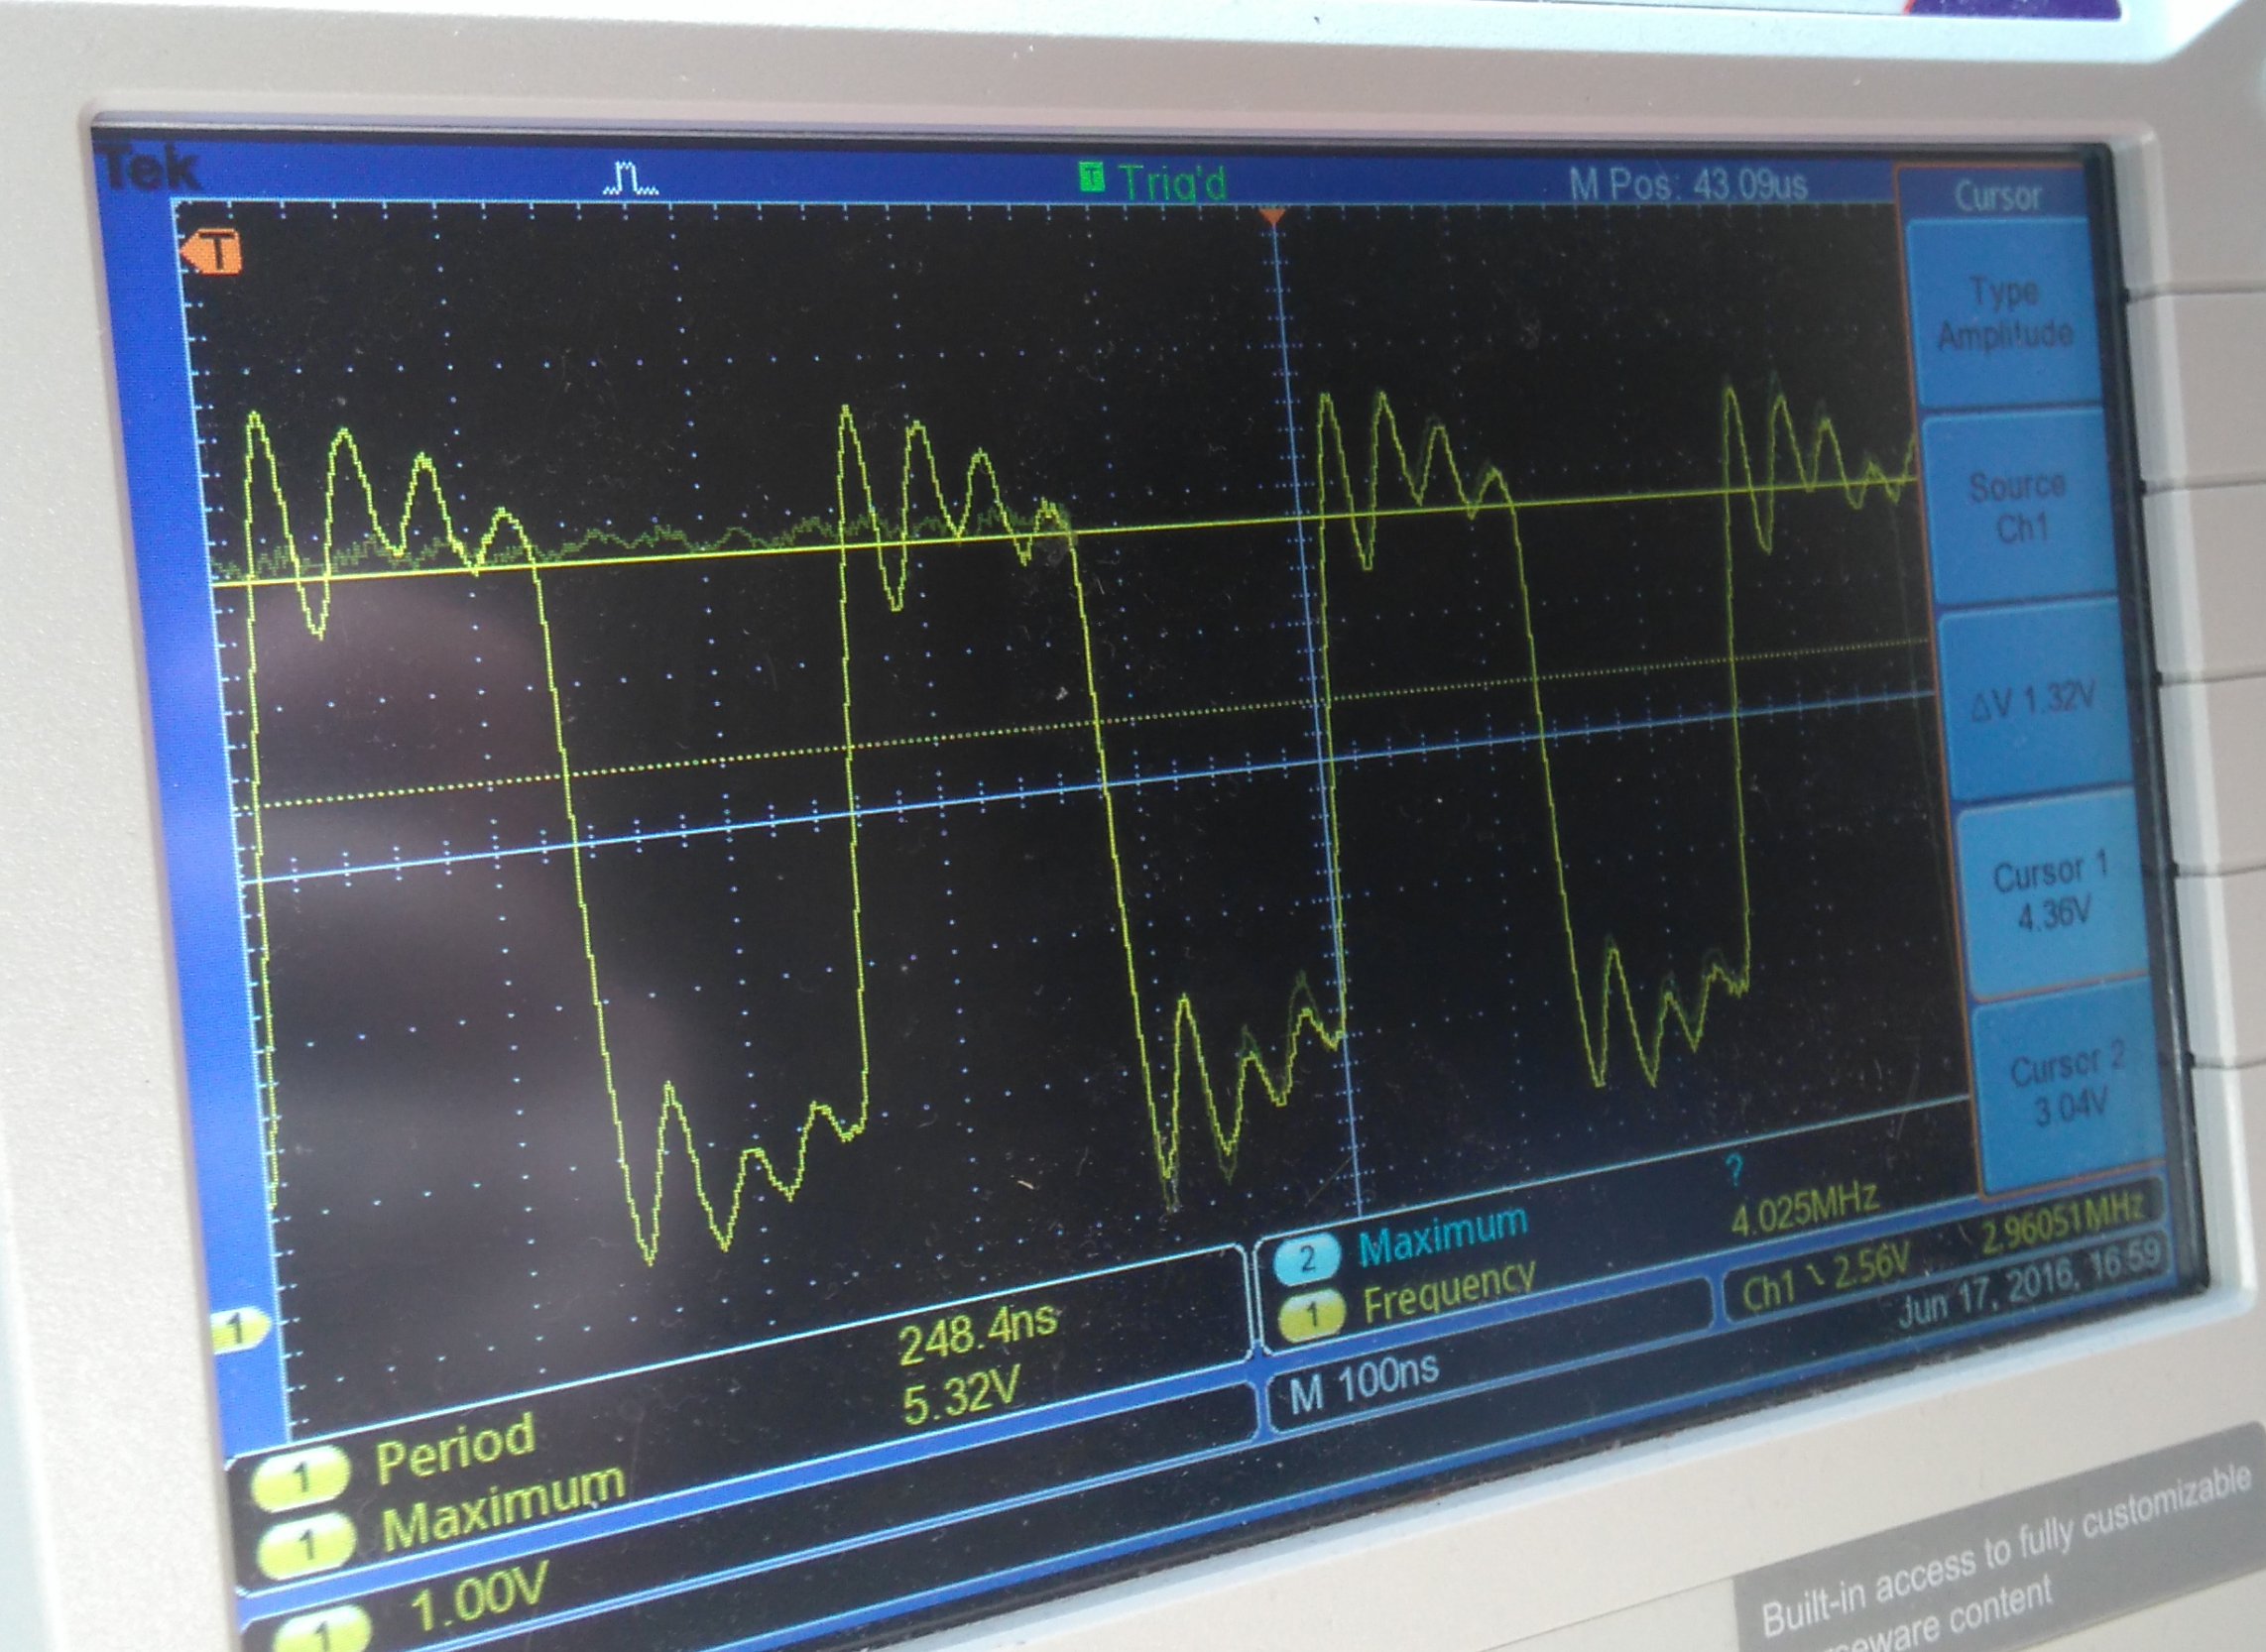 Tek
T Trig'd
M Pos: 43.09us
Cursor
T
Type
Amplitude
Source
Ch1
△V 1.32V
Cursor 1
4.36V
Cursor 2
3.04V
1
1 Period 248.4ns
1 Maximum 5.32V
2 Maximum ?
1 Frequency 4.025MHz
1 1.00V
M 100ns
Ch1 \ 2.56V
2.96051MHz
Jun 17, 2016, 16:59
Built-in access to fully customizable
content